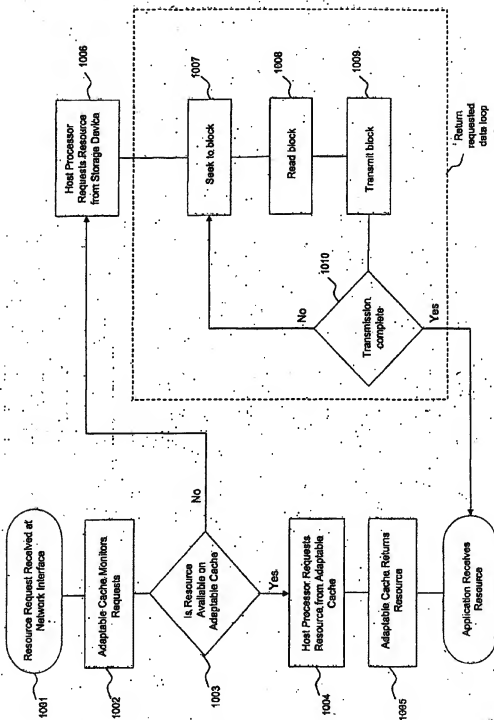 1001
Resource Request Received at
Network Interface
1002
Adaptable Cache Monitors
Requests
1003
Is Resource
Available on
Adaptable Cache
No
Yes
1004
Host Processor Requests
Resource from Adaptable
Cache
1005
Adaptable Cache Returns
Resource
Application Receives
Resource
Host Processor
Requests Resource
from Storage Device
1006
Seek to block
1007
Read block
1008
Transmit block
1009
1010
Transmission
complete
No
Yes
Return
requested
data loop